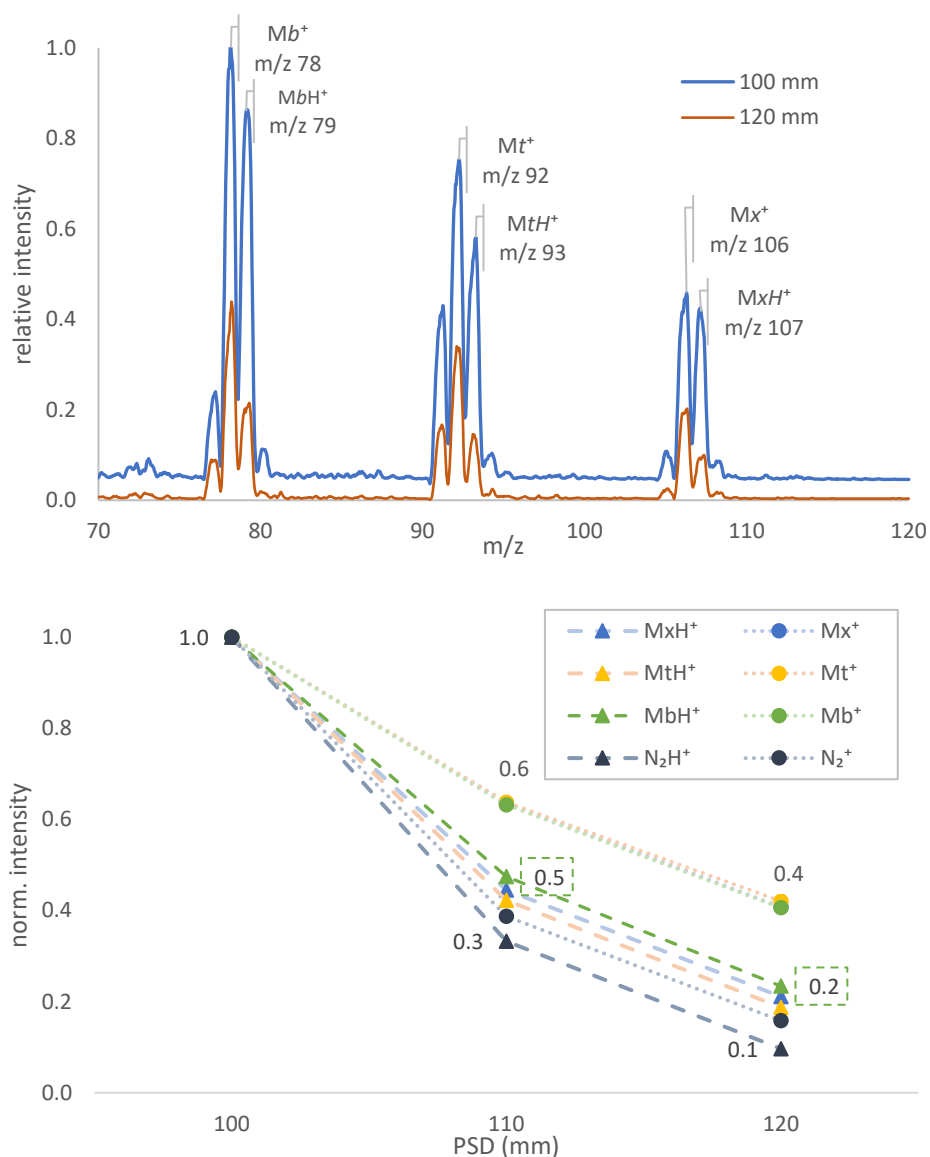 1.0
0.8
0.6
0.4
0.2
0.0
relative intensity
Mb⁺
m/z 78
MbH⁺
m/z 79
Mt⁺
m/z 92
MtH⁺
m/z 93
Mx⁺
m/z 106
MxH⁺
m/z 107
100 mm
120 mm
70 80 90 100 110 120
m/z
1.0
0.8
0.6
0.4
0.2
0.0
norm. intensity
1.0
0.6
0.5
0.3
0.4
0.2
0.1
MxH⁺ Mx⁺
MtH⁺ Mt⁺
MbH⁺ Mb⁺
N₂H⁺ N₂⁺
100 110 120
PSD (mm)